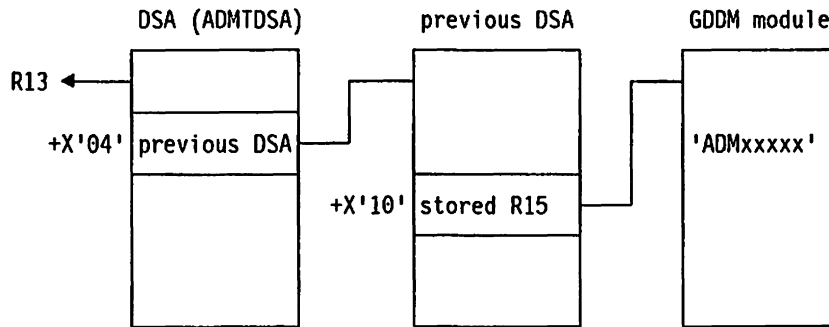 DSA (ADMTDSA)
previous DSA
GDDM module
R13
+X'04' previous DSA
'ADMxxxxx'
+X'10' stored R15